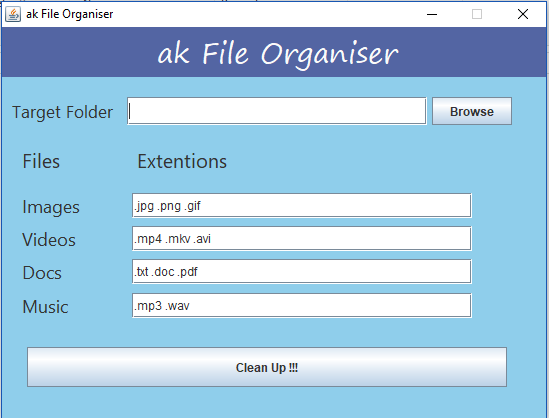 ak File Organiser
ak File Organiser
Target Folder Browse
Files Extentions
Images .jpg .png .gif
Videos .mp4 .mkv .avi
Docs .txt .doc .pdf
Music .mp3 .wav
Clean Up !!!